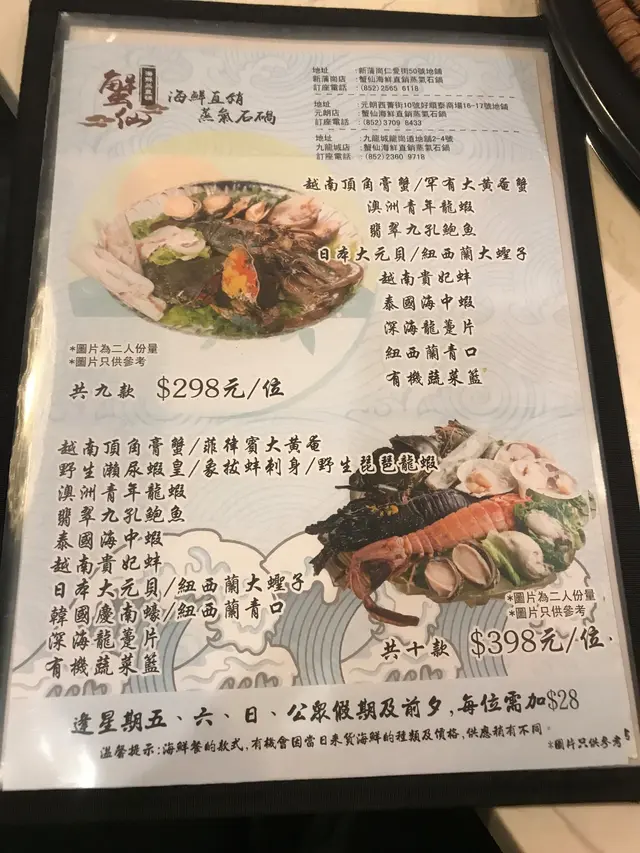 蟹仙
海鮮蒸氣鍋
海鮮直銷
蒸氣石鍋
地址 :新蒲崗仁愛街50號地舖
新蒲崗店 :蟹仙海鮮直銷蒸氣石鍋
訂座電話 :(852)2565 6118
地址 :元朗西菁街10號好順泰商場16-17號地舖
元朗店 :蟹仙海鮮直銷蒸氣石鍋
訂座電話 :(852)3709 8433
地址 :九龍城龍崗道地舖2-4號
九龍城店 :蟹仙海鮮直銷蒸氣石鍋
訂座電話 :(852)2360 9718
越南頂角膏蟹/罕有大黃奄蟹
澳洲青年龍蝦
翡翠九孔鮑魚
日本大元貝/紐西蘭大蟶子
越南貴妃蚌
泰國海中蝦
深海龍躉片
紐西蘭青口
有機蔬菜籃
*圖片為二人份量
*圖片只供參考
共九款 $298元/位
越南頂角膏蟹/菲律賓大黃奄
野生瀨尿蝦皇/象拔蚌刺身/野生琵琶龍蝦
澳洲青年龍蝦
翡翠九孔鮑魚
泰國海中蝦
越南貴妃蚌
日本大元貝/紐西蘭大蟶子
韓國慶南蠔/紐西蘭青口
深海龍躉片
有機蔬菜籃
*圖片為二人份量
*圖片只供參考
共十款 $398元/位
逢星期五、六、日、公眾假期及前夕,每位需加$28
溫馨提示:海鮮餐的款式,有機會因當日來貨海鮮的種類及價格,供應稍有不同。
*圖片只供參考